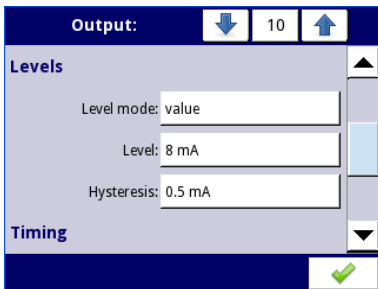 Output: 10
Levels
Level mode: value
Level: 8 mA
Hysteresis: 0.5 mA
Timing